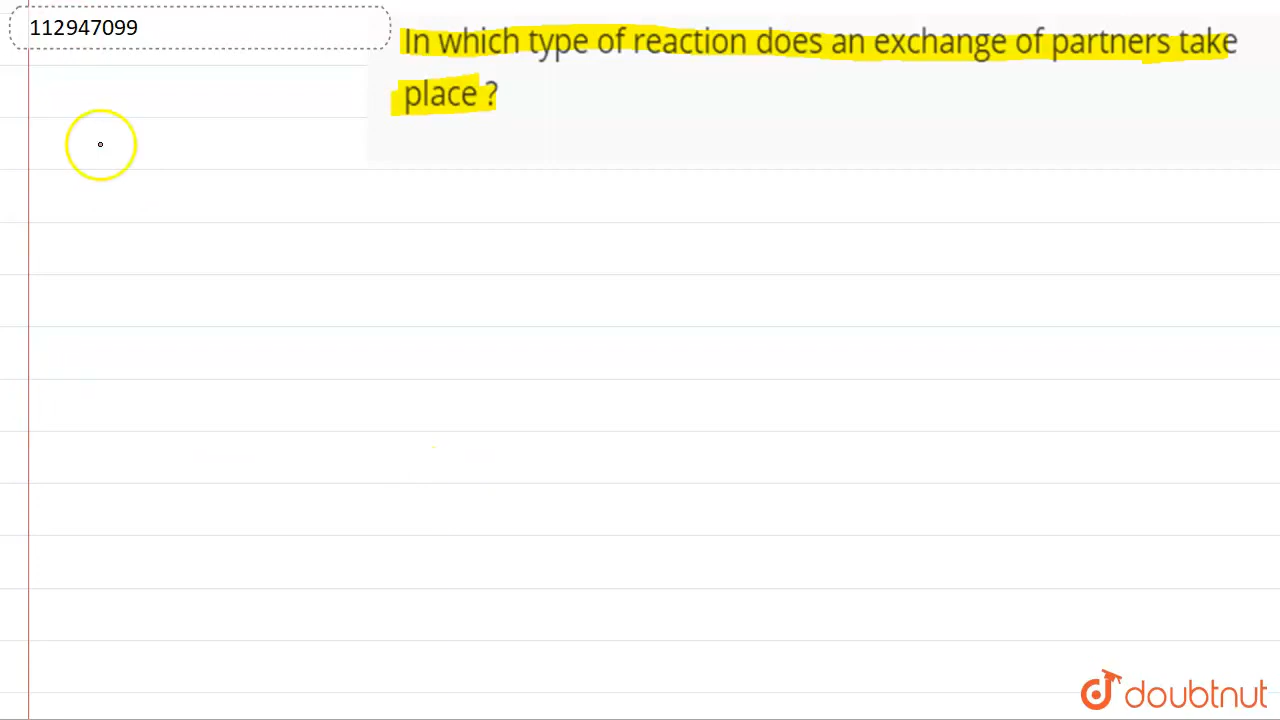 112947099
In which type of reaction does an exchange of partners take
place ?
doubtnut